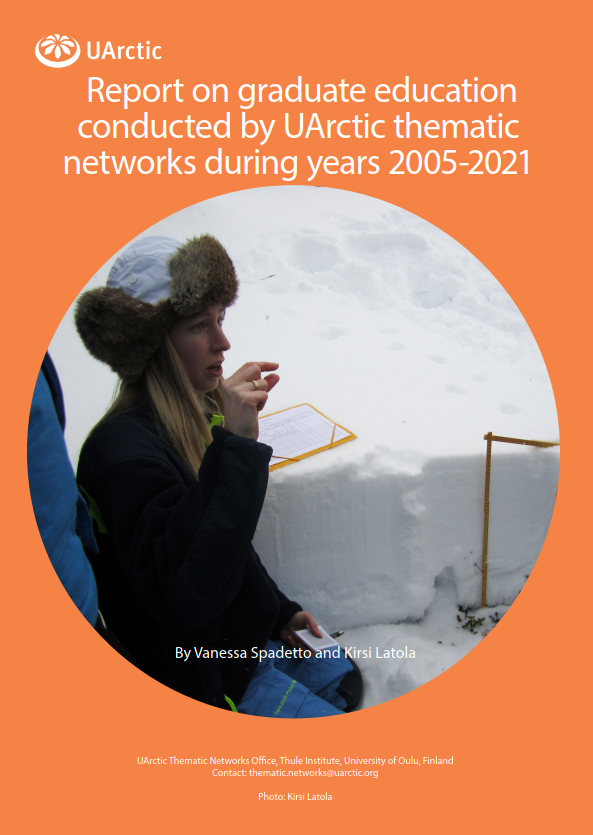 UArctic
Report on graduate education
conducted by UArctic thematic
networks during years 2005-2021
By Vanessa Spadetto and Kirsi Latola
UArctic Thematic Networks Office, Thule Institute, University of Oulu, Finland
Contact: thematic.networks@uarctic.org
Photo: Kirsi Latola